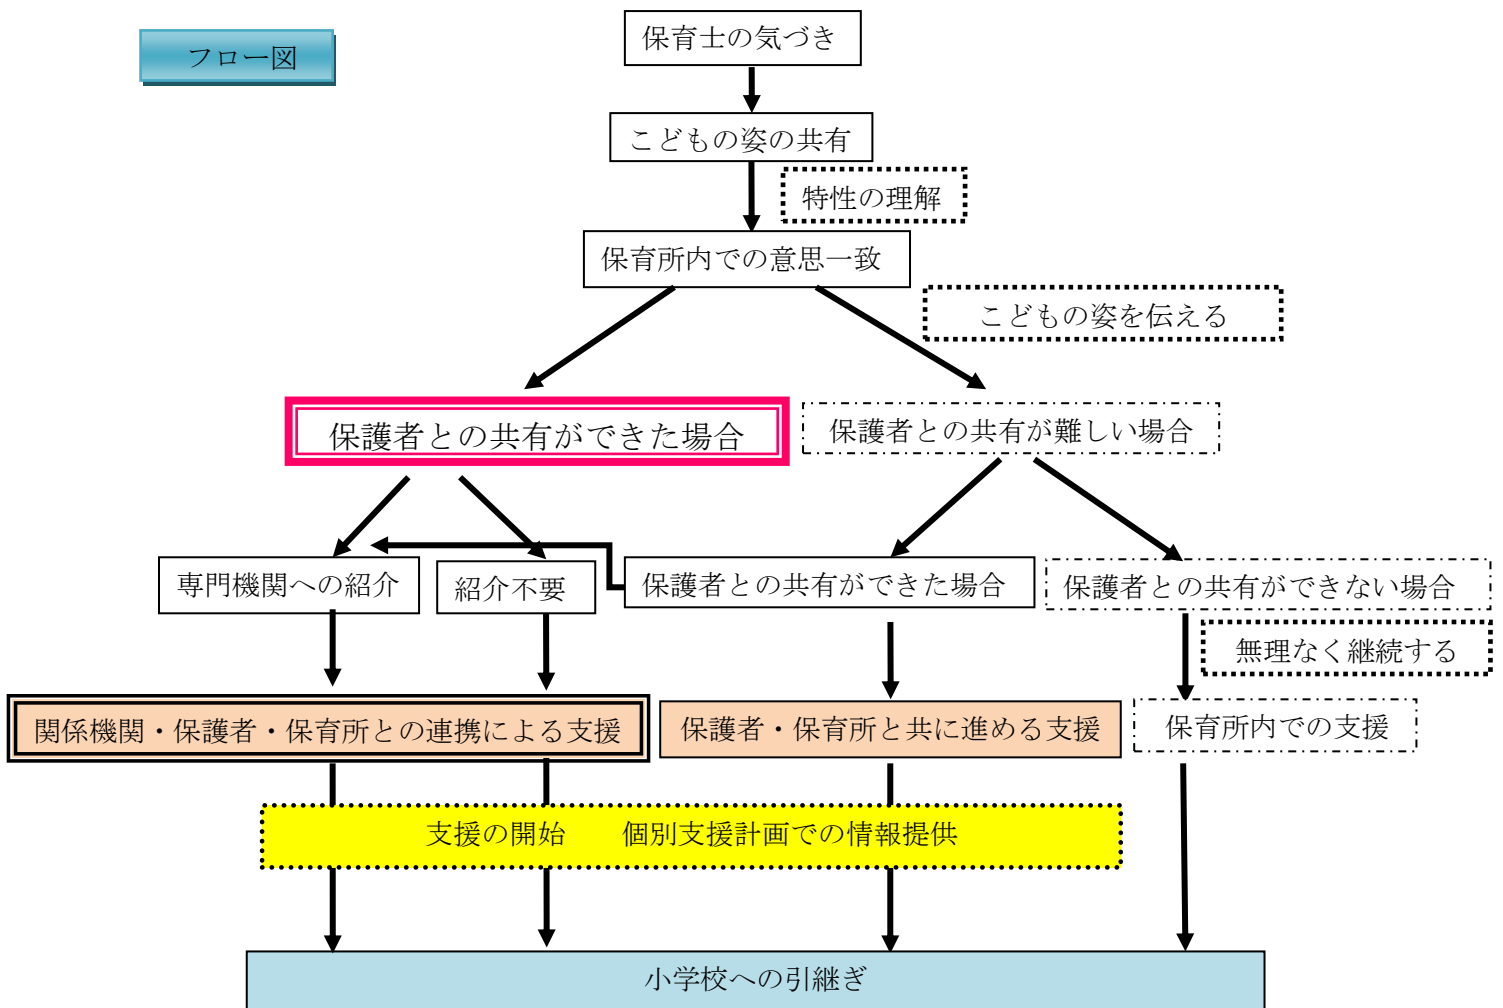 フロー図
保育士の気づき
こどもの姿の共有
特性の理解
保育所内での意思一致
こどもの姿を伝える
保護者との共有ができた場合
保護者との共有が難しい場合
専門機関への紹介
紹介不要
保護者との共有ができた場合
保護者との共有ができない場合
無理なく継続する
関係機関・保護者・保育所との連携による支援
保護者・保育所と共に進める支援
保育所内での支援
支援の開始　　個別支援計画での情報提供
小学校への引継ぎ